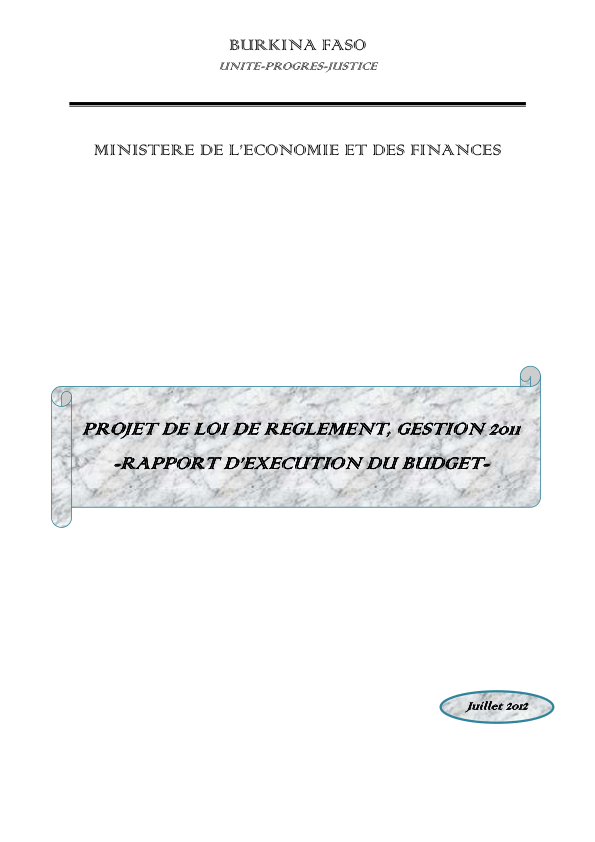 BURKINA FASO
UNITE-PROGRES-JUSTICE
MINISTERE DE L'ECONOMIE ET DES FINANCES
PROJET DE LOI DE REGLEMENT, GESTION 2011
-RAPPORT D'EXECUTION DU BUDGET-
Juillet 2012